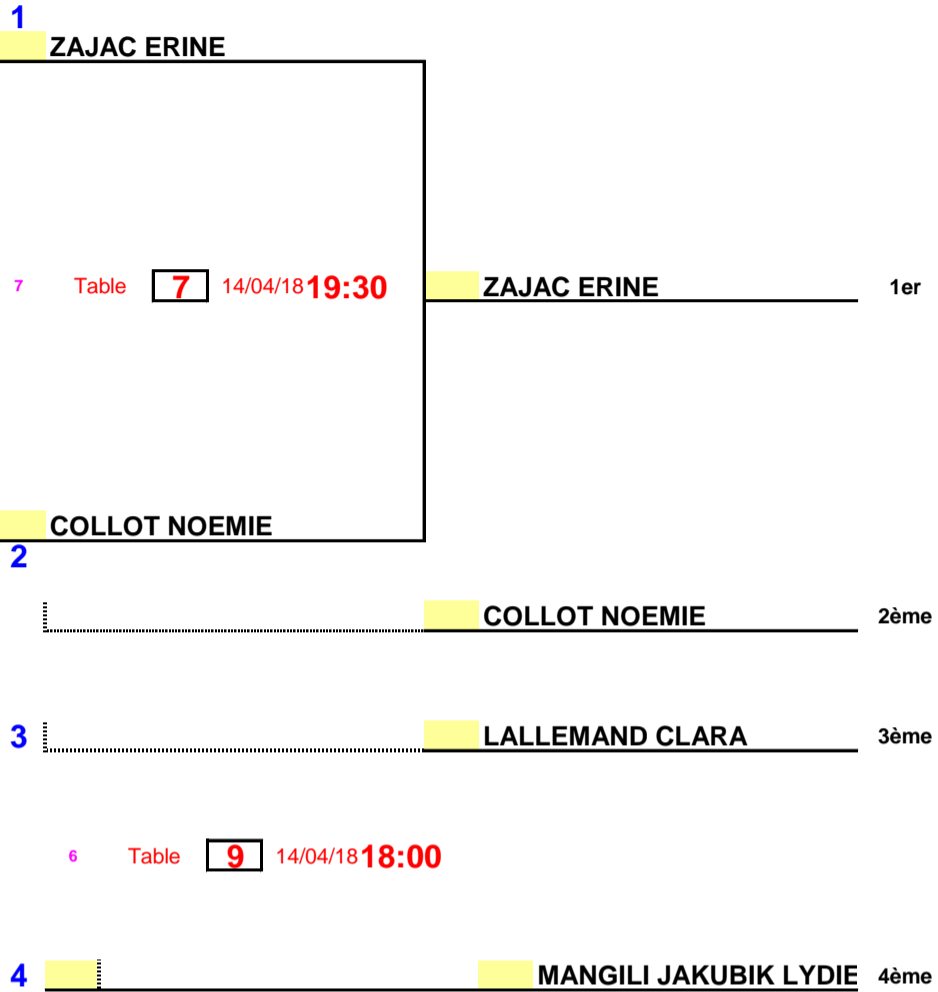 1
ZAJAC ERINE
7 Table 7 14/04/18 19:30 ZAJAC ERINE 1er
COLLOT NOEMIE
2
COLLOT NOEMIE 2ème
3 LALLEMAND CLARA 3ème
6 Table 9 14/04/18 18:00
4 MANGILI JAKUBIK LYDIE 4ème